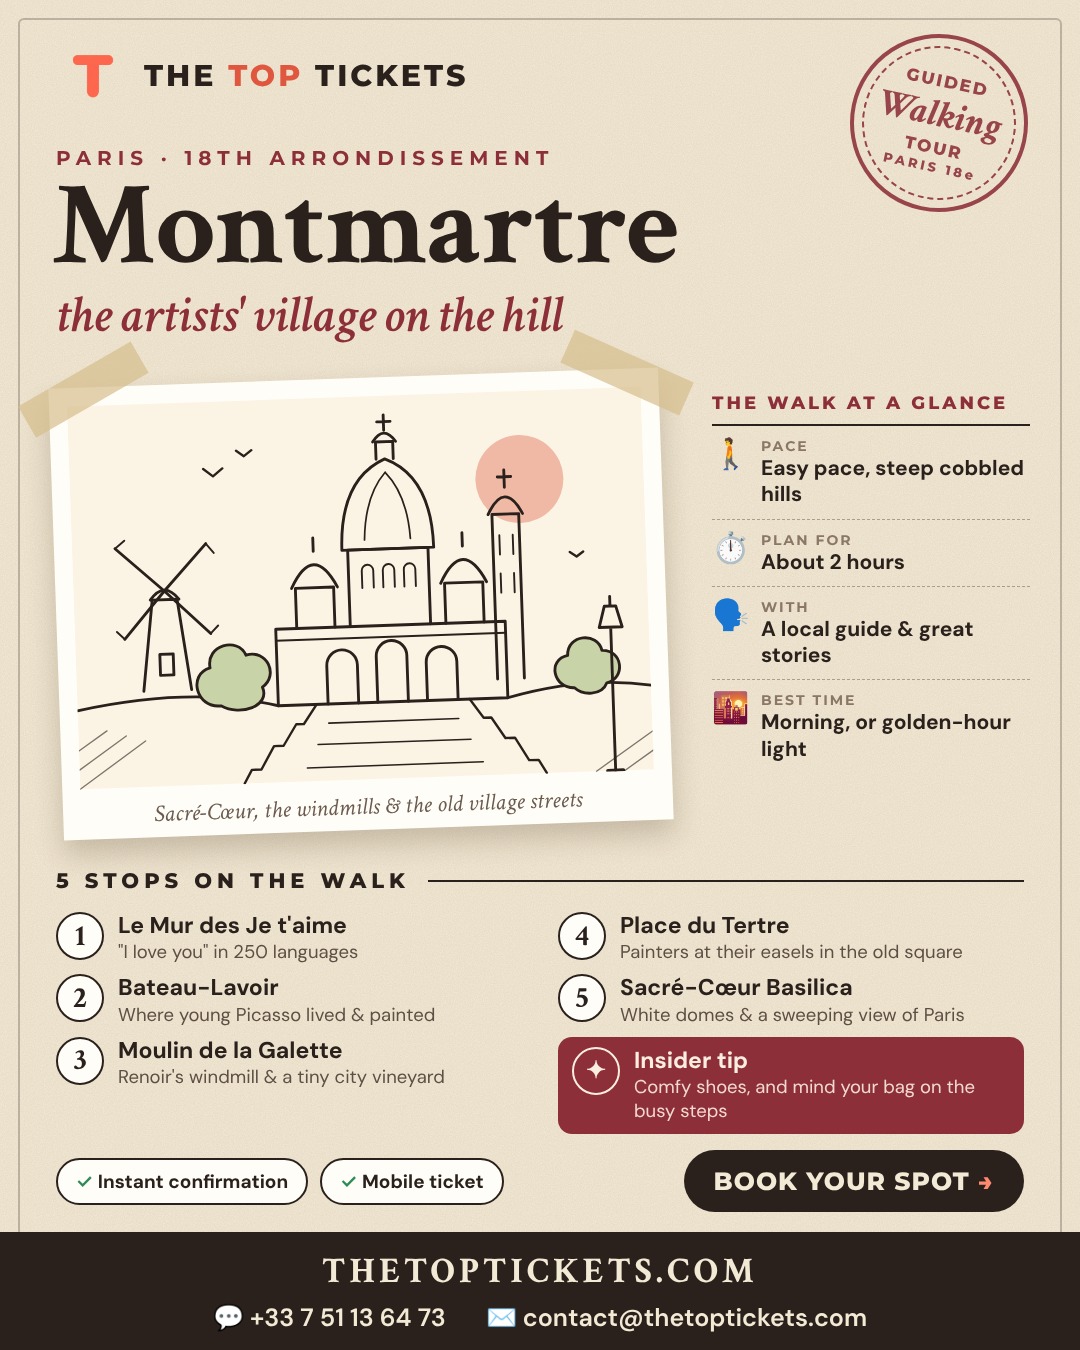 THE TOP TICKETS
GUIDED
Walking
TOUR
PARIS 18e
PARIS · 18TH ARRONDISSEMENT
Montmartre
the artists' village on the hill
Sacré-Cœur, the windmills & the old village streets
THE WALK AT A GLANCE
PACE
Easy pace, steep cobbled
hills
PLAN FOR
About 2 hours
WITH
A local guide & great
stories
BEST TIME
Morning, or golden-hour
light
5 STOPS ON THE WALK
1
Le Mur des Je t'aime
"I love you" in 250 languages
2
Bateau-Lavoir
Where young Picasso lived & painted
3
Moulin de la Galette
Renoir's windmill & a tiny city vineyard
4
Place du Tertre
Painters at their easels in the old square
5
Sacré-Cœur Basilica
White domes & a sweeping view of Paris
Insider tip
Comfy shoes, and mind your bag on the
busy steps
✓ Instant confirmation
✓ Mobile ticket
BOOK YOUR SPOT →
THETOPTICKETS.COM
+33 7 51 13 64 73
contact@thetoptickets.com